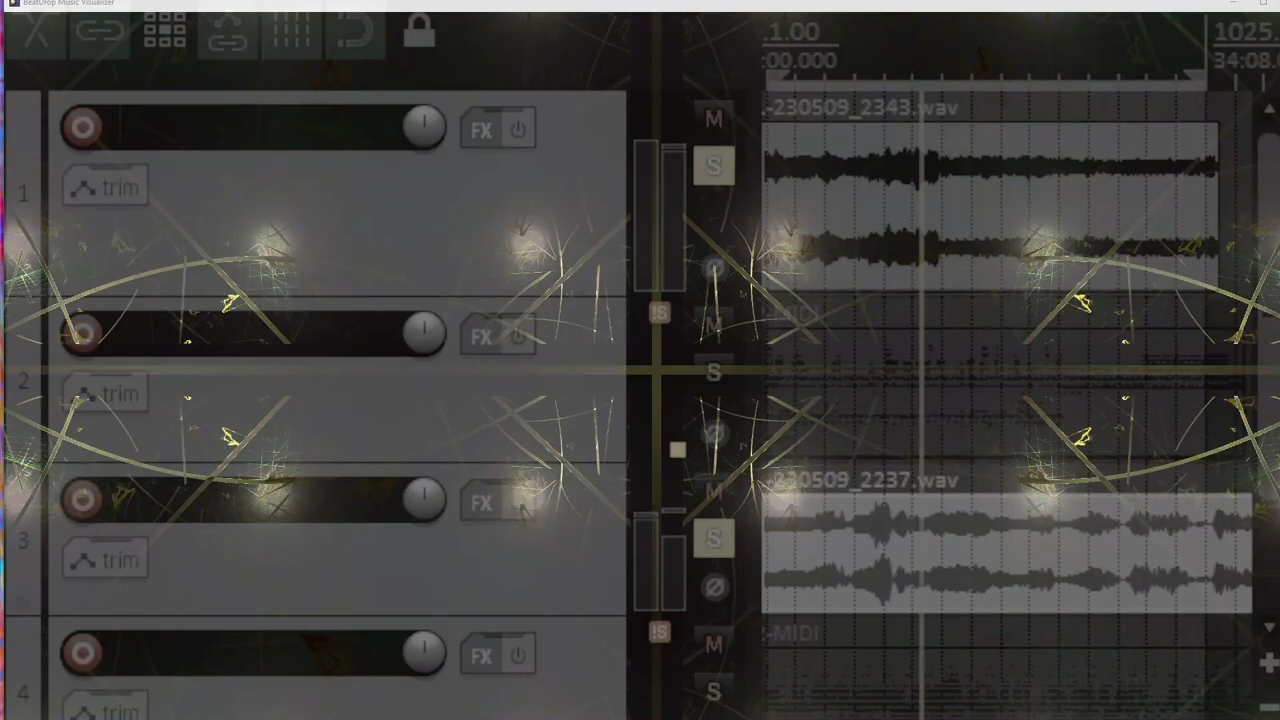 BeatDrop Music Visualizer
.1.00
1025.
:00.000
34:08.
FX
M
-230509_2343.wav
S
trim
1
!S
M
FX
S
2
trim
M
-230509_2237.wav
FX
S
3
trim
!S
:-MIDI
M
FX
S
4
trim